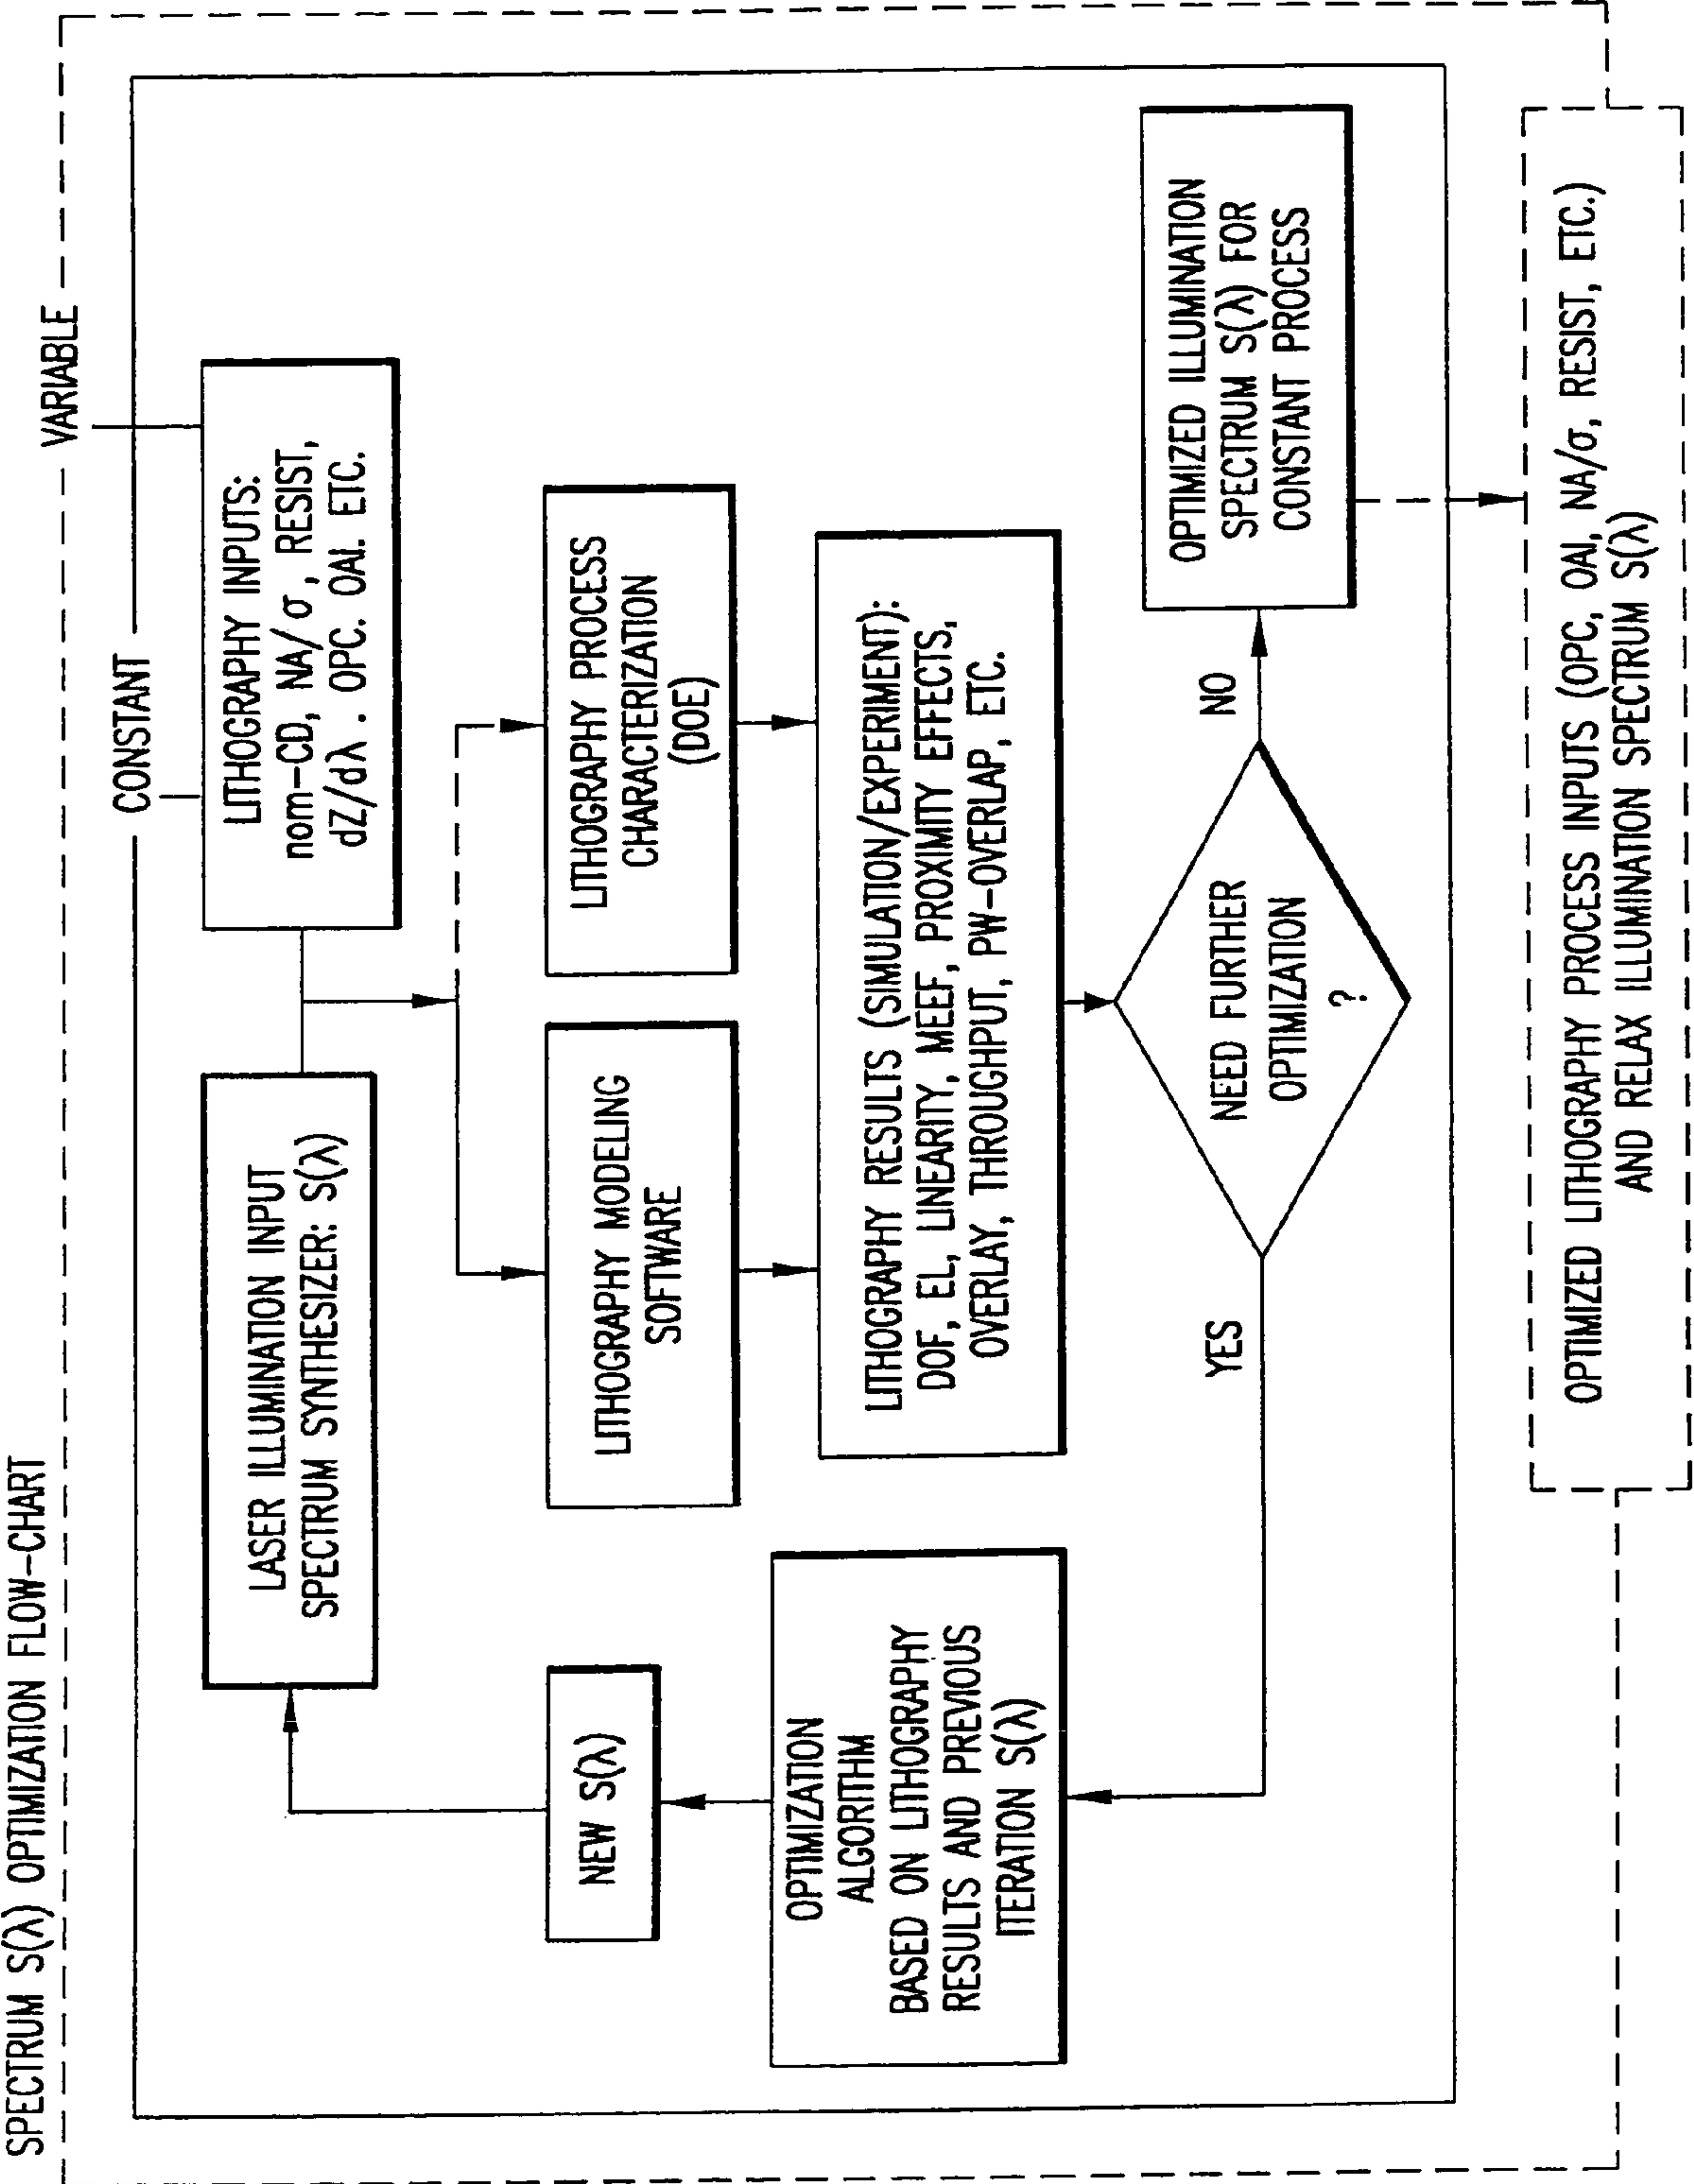 SPECTRUM S(λ) OPTIMIZATION FLOW-CHART
VARIABLE
CONSTANT
LASER ILLUMINATION INPUT
SPECTRUM SYNTHESIZER: S(λ)
LITHOGRAPHY INPUTS:
nom-CD, NA/σ, RESIST,
dZ/dλ . OPC. OAI. ETC.
NEW S(λ)
LITHOGRAPHY MODELING
SOFTWARE
LITHOGRAPHY PROCESS
CHARACTERIZATION
(DOE)
OPTIMIZATION
ALGORITHM
BASED ON LITHOGRAPHY
RESULTS AND PREVIOUS
ITERATION S(λ)
LITHOGRAPHY RESULTS (SIMULATION/EXPERIMENT):
DOF, EL, LINEARITY, MEEF, PROXIMITY EFFECTS,
OVERLAY, THROUGHPUT, PW-OVERLAP, ETC.
YES
NEED FURTHER
OPTIMIZATION
?
NO
OPTIMIZED ILLUMINATION
SPECTRUM S(λ) FOR
CONSTANT PROCESS
OPTIMIZED LITHOGRAPHY PROCESS INPUTS (OPC, OAI, NA/σ, RESIST, ETC.)
AND RELAX ILLUMINATION SPECTRUM S(λ)